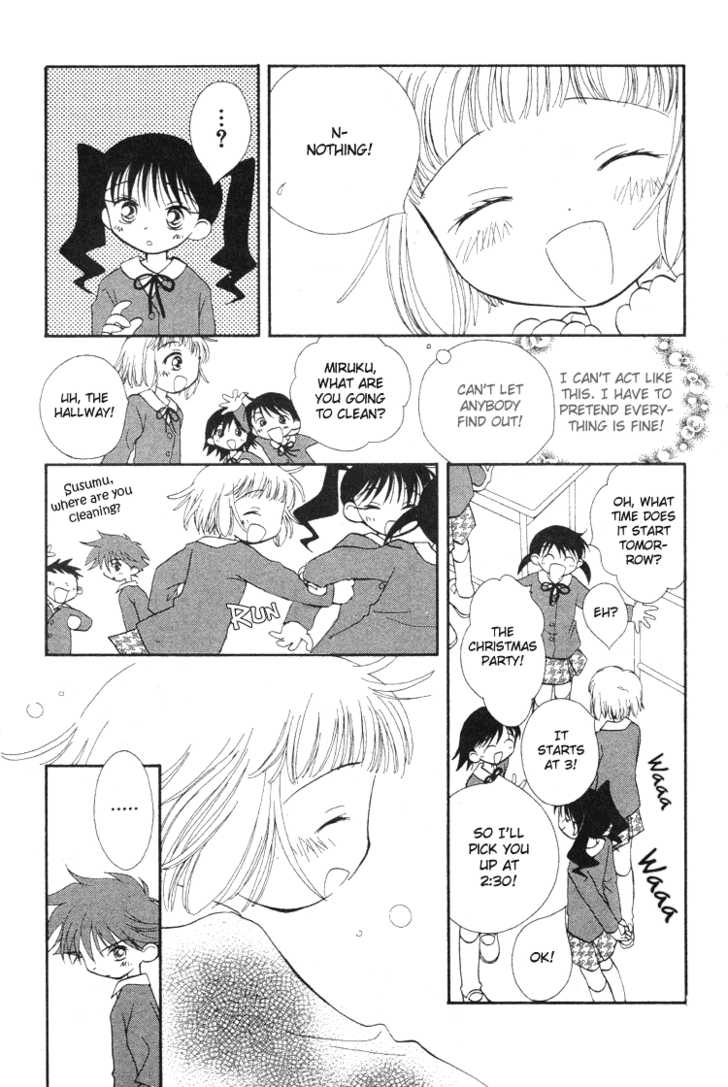 N-
NOTHING!
...?
I CAN'T ACT LIKE
THIS. I HAVE TO
PRETEND EVERY-
THING IS FINE!
CAN'T LET
ANYBODY
FIND OUT!
MIRUKU,
WHAT ARE
YOU GOING
TO CLEAN?
UH, THE
HALLWAY!
OH, WHAT
TIME DOES
IT START
TOMOR-
ROW?
EH?
THE
CHRISTMAS
PARTY!
IT
STARTS
AT 3!
SO I'LL
PICK YOU
UP AT
2:30!
OK!
Waaa
Waaa
Susumu,
where are you
cleaning?
RUN
.....